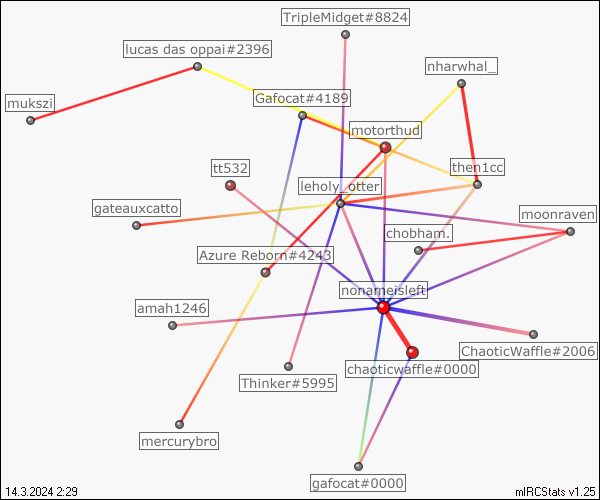 TripleMidget#8824
lucas das oppai#2396
nharwhal_
mukszi
Gafocat#4189
motorthud
tt532
then1cc
leholy_otter
gateauxcatto
moonraven
chobham.
Azure Reborn#4243
nonameisleft
amah1246
ChaoticWaffle#2006
chaoticwaffle#0000
Thinker#5995
mercurybro
gafocat#0000
14.3.2024 2:29
mIRCStats v1.25